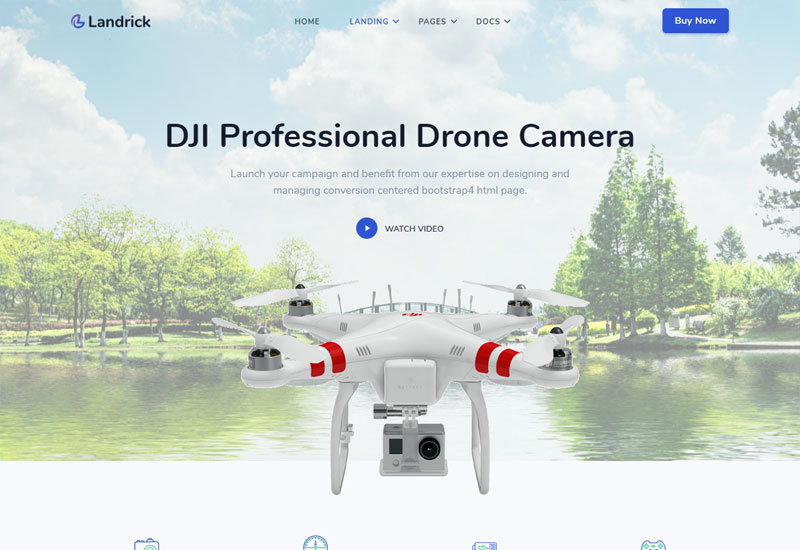 Landrick
HOME LANDING PAGES DOCS
Buy Now
DJI Professional Drone Camera
Launch your campaign and benefit from our expertise on designing and
managing conversion centered bootstrap4 html page.
WATCH VIDEO
dji